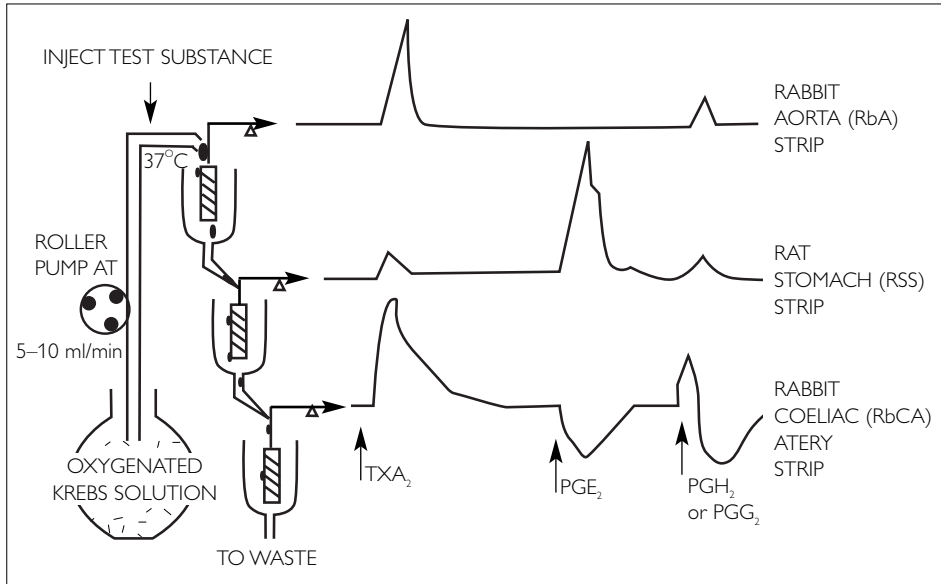 INJECT TEST SUBSTANCE
37°C
ROLLER
PUMP AT
5–10 ml/min
OXYGENATED
KREBS SOLUTION
TO WASTE
RABBIT
AORTA (RbA)
STRIP
RAT
STOMACH (RSS)
STRIP
RABBIT
COELIAC (RbCA)
ATERY
STRIP
TXA₂
PGE₂
PGH₂
or PGG₂